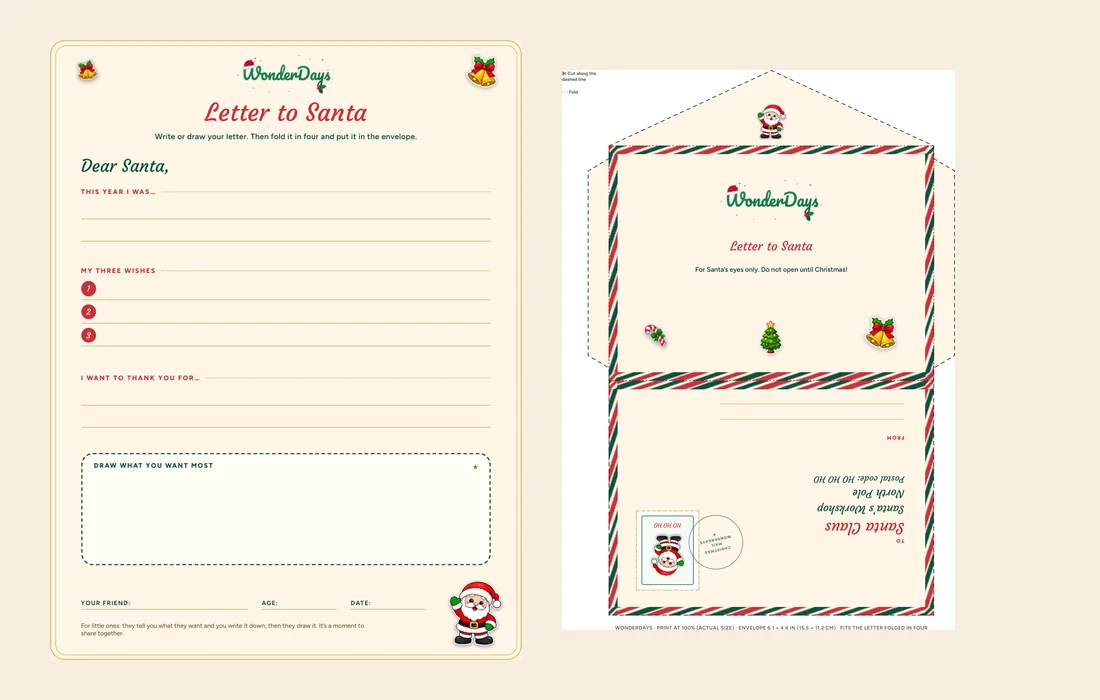 WonderDays
Letter to Santa
Write or draw your letter. Then fold it in four and put it in the envelope.
Dear Santa,
THIS YEAR I WAS...
MY THREE WISHES
1
2
3
I WANT TO THANK YOU FOR...
DRAW WHAT YOU WANT MOST
YOUR FRIEND:
AGE:
DATE:
For little ones: they tell you what they want and you write it down; then they draw it. It's a moment to
share together.
Cut along the
dashed line
Fold
WonderDays
Letter to Santa
For Santa's eyes only. Do not open until Christmas!
FROM
TO
Santa Claus
Santa's Workshop
North Pole
Postal code: HO HO HO
HO HO HO
CHRISTMAS
MAIL
WONDERDAYS
WONDERDAYS · PRINT AT 100% (ACTUAL SIZE) · ENVELOPE 6.1 × 4.4 IN (15.5 × 11.2 CM) · FITS THE LETTER FOLDED IN FOUR